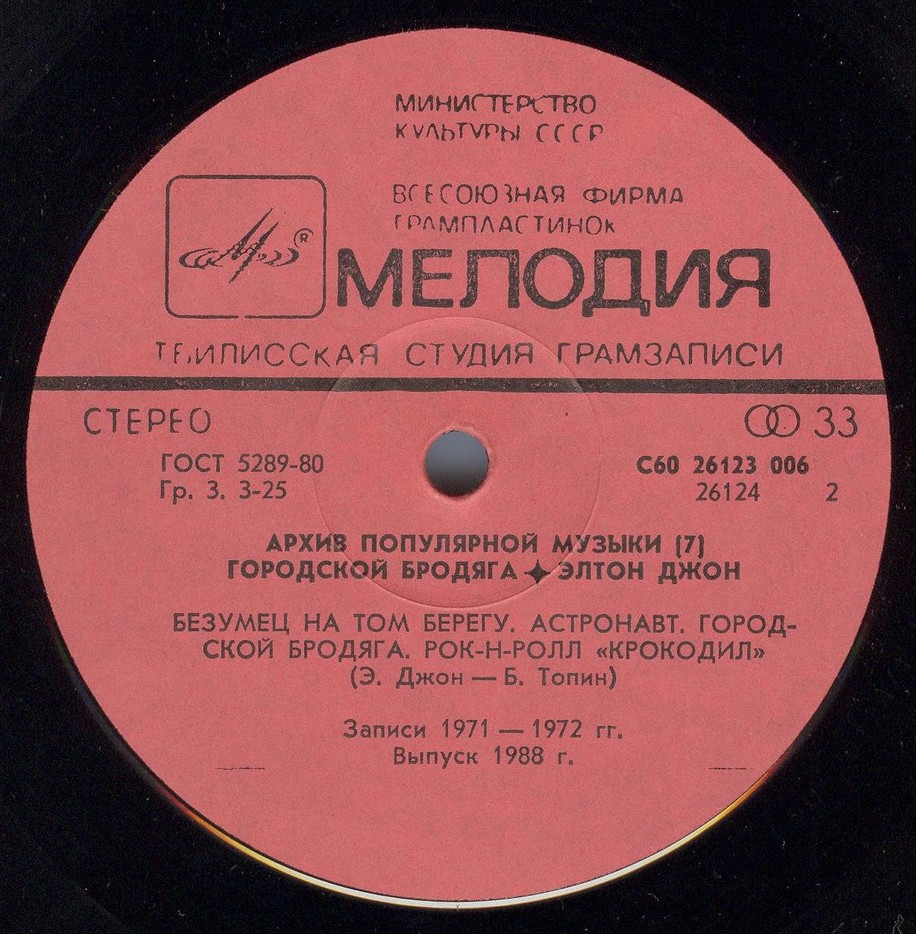 МИНИСТЕРСТВО
КУЛЬТУРЫ СССР
ВСЕСОЮЗНАЯ ФИРМА
ГРАМПЛАСТИНОК
®
МЕЛОДИЯ
ТБИЛИССКАЯ СТУДИЯ ГРАМЗАПИСИ
СТЕРЕО
33
ГОСТ 5289-80
С60 26123 006
Гр. 3. 3-25
26124 2
АРХИВ ПОПУЛЯРНОЙ МУЗЫКИ (7)
ГОРОДСКОЙ БРОДЯГА ✦ ЭЛТОН ДЖОН
БЕЗУМЕЦ НА ТОМ БЕРЕГУ. АСТРОНАВТ. ГОРОД-
СКОЙ БРОДЯГА. РОК-Н-РОЛЛ «КРОКОДИЛ»
(Э. Джон — Б. Топин)
Записи 1971 — 1972 гг.
Выпуск 1988 г.